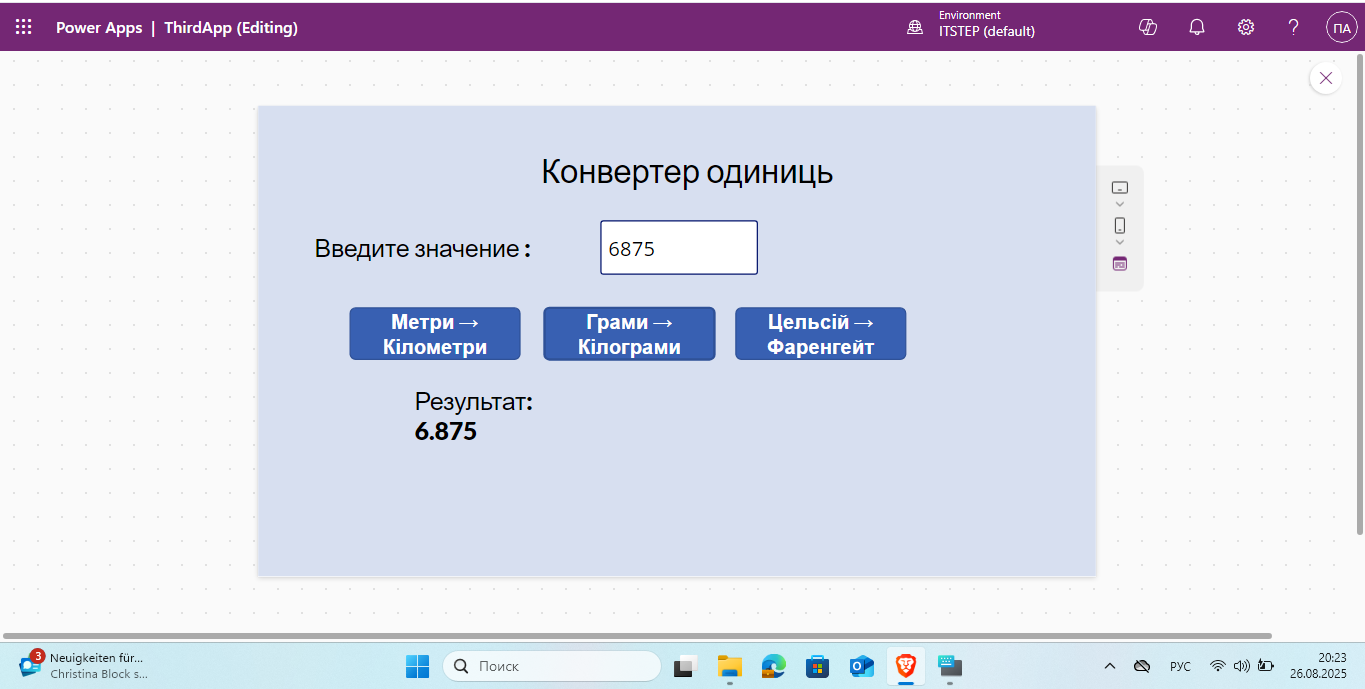 Power Apps | ThirdApp (Editing)
Environment
ITSTEP (default)
ПА
Конвертер одиниць
Введите значение :
6875
Метри →
Кілометри
Грами →
Кілограми
Цельсій →
Фаренгейт
Результат:
6.875
3
Neuigkeiten für...
Christina Block s...
Поиск
РУС
20:23
26.08.2025